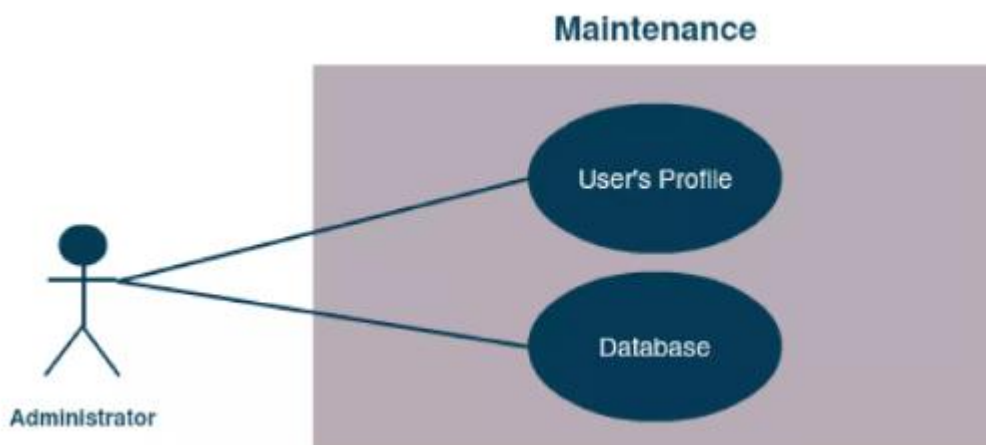 Maintenance
User's Profile
Database
Administrator